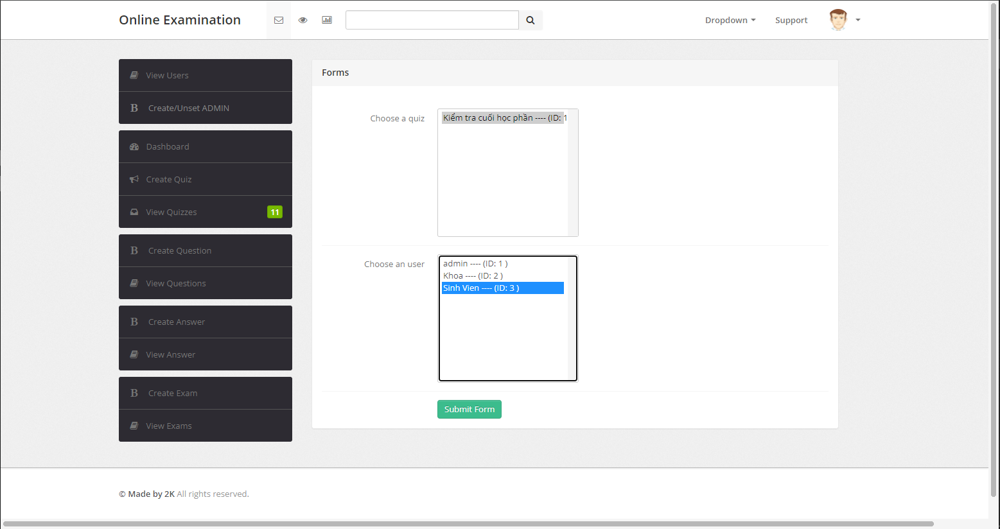 Online Examination
Dropdown
Support
View Users
B Create/Unset ADMIN
Dashboard
Create Quiz
View Quizzes 11
B Create Question
View Questions
B Create Answer
View Answer
B Create Exam
View Exams
Forms
Choose a quiz
Kiểm tra cuối học phần ---- (ID: 1
Choose an user
admin ---- (ID: 1 )
Khoa ---- (ID: 2 )
Sinh Vien ---- (ID: 3 )
Submit Form
© Made by 2K All rights reserved.